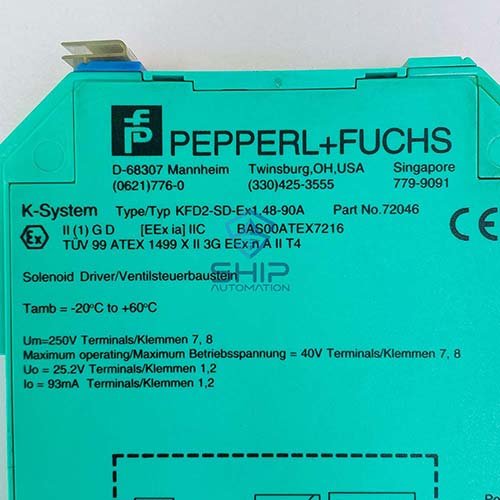 PEPPERL+FUCHS
D-68307 Mannheim Twinsburg,OH,USA Singapore
(0621)776-0 (330)425-3555 779-9091
K-System Type/Typ KFD2-SD-Ex1.48-90A Part No.72046
II (1) G D [EEx ia] IIC BAS00ATEX7216
TÜV 99 ATEX 1499 X II 3G EEx n A II T4
Solenoid Driver/Ventilsteuerbaustein
SHIP
AUTOMATION
Tamb = -20°C to +60°C
Um=250V Terminals/Klemmen 7, 8
Maximum operating/Maximum Betriebsspannung = 40V Terminals/Klemmen 7, 8
Uo = 25.2V Terminals/Klemmen 1,2
Io = 93mA Terminals/Klemmen 1,2